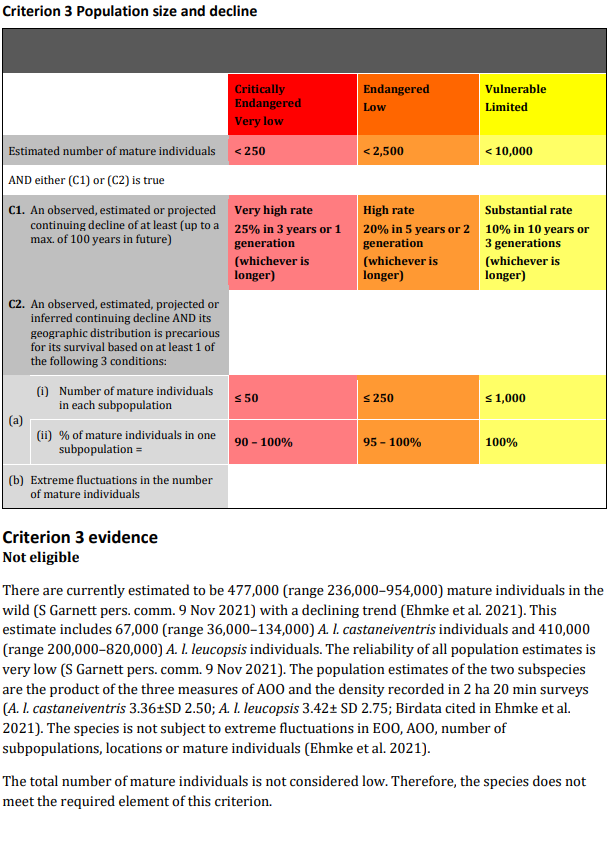 Criterion 3 Population size and decline
Critically
Endangered
Very low
Endangered
Low
Vulnerable
Limited
Estimated number of mature individuals
< 250
< 2,500
< 10,000
AND either (C1) or (C2) is true
C1. An observed, estimated or projected
continuing decline of at least (up to a
max. of 100 years in future)
Very high rate
25% in 3 years or 1
generation
(whichever is
longer)
High rate
20% in 5 years or 2
generation
(whichever is
longer)
Substantial rate
10% in 10 years or
3 generations
(whichever is
longer)
C2. An observed, estimated, projected or
inferred continuing decline AND its
geographic distribution is precarious
for its survival based on at least 1 of
the following 3 conditions:
(a)
(i) Number of mature individuals
in each subpopulation
≤ 50
≤ 250
≤ 1,000
(ii) % of mature individuals in one
subpopulation =
90 – 100%
95 – 100%
100%
(b) Extreme fluctuations in the number
of mature individuals
Criterion 3 evidence
Not eligible
There are currently estimated to be 477,000 (range 236,000–954,000) mature individuals in the
wild (S Garnett pers. comm. 9 Nov 2021) with a declining trend (Ehmke et al. 2021). This
estimate includes 67,000 (range 36,000–134,000) A. l. castaneiventris individuals and 410,000
(range 200,000–820,000) A. l. leucopsis individuals. The reliability of all population estimates is
very low (S Garnett pers. comm. 9 Nov 2021). The population estimates of the two subspecies
are the product of the three measures of AOO and the density recorded in 2 ha 20 min surveys
(A. l. castaneiventris 3.36±SD 2.50; A. l. leucopsis 3.42± SD 2.75; Birdata cited in Ehmke et al.
2021). The species is not subject to extreme fluctuations in EOO, AOO, number of
subpopulations, locations or mature individuals (Ehmke et al. 2021).
The total number of mature individuals is not considered low. Therefore, the species does not
meet the required element of this criterion.